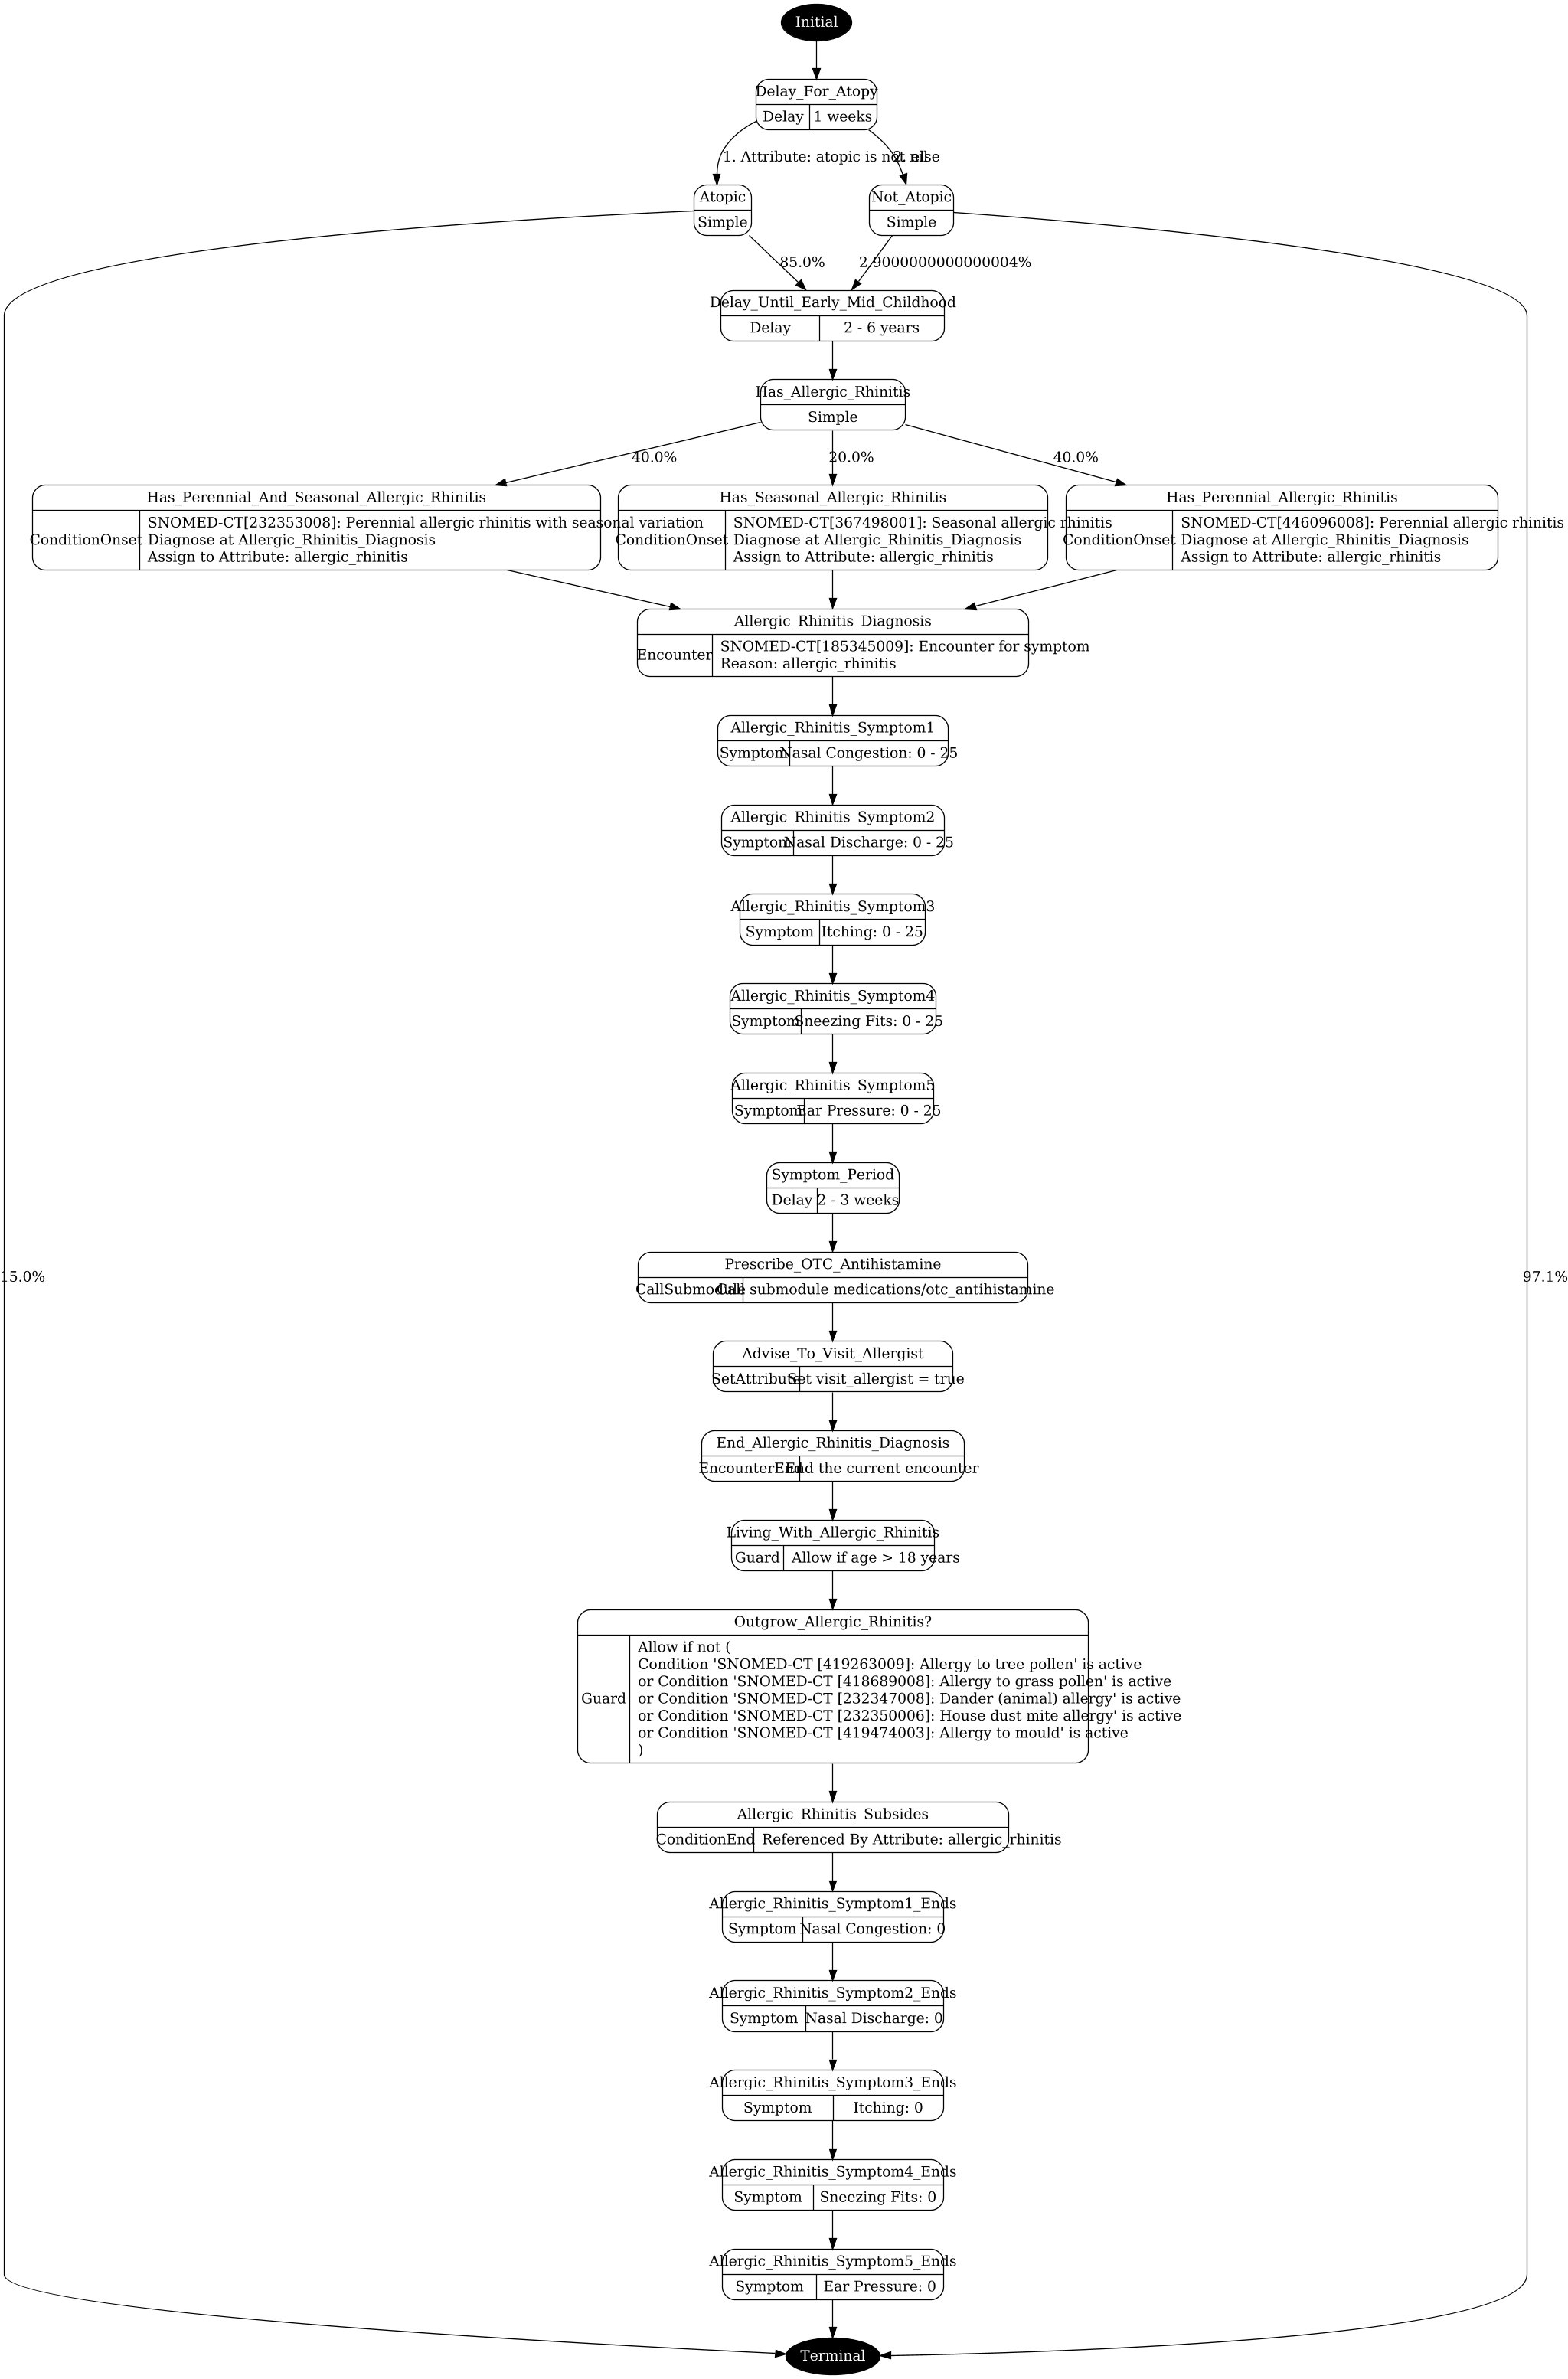 Initial
Delay_For_Atopy
Delay
1 weeks
1. Attribute: atopic is not nil
2. else
Atopic
Simple
Not_Atopic
Simple
85.0%
2.9000000000000004%
Delay_Until_Early_Mid_Childhood
Delay
2 - 6 years
Has_Allergic_Rhinitis
Simple
40.0%
20.0%
40.0%
Has_Perennial_And_Seasonal_Allergic_Rhinitis
ConditionOnset
SNOMED-CT[232353008]: Perennial allergic rhinitis with seasonal variation
Diagnose at Allergic_Rhinitis_Diagnosis
Assign to Attribute: allergic_rhinitis
Has_Seasonal_Allergic_Rhinitis
ConditionOnset
SNOMED-CT[367498001]: Seasonal allergic rhinitis
Diagnose at Allergic_Rhinitis_Diagnosis
Assign to Attribute: allergic_rhinitis
Has_Perennial_Allergic_Rhinitis
ConditionOnset
SNOMED-CT[446096008]: Perennial allergic rhinitis
Diagnose at Allergic_Rhinitis_Diagnosis
Assign to Attribute: allergic_rhinitis
Allergic_Rhinitis_Diagnosis
Encounter
SNOMED-CT[185345009]: Encounter for symptom
Reason: allergic_rhinitis
Allergic_Rhinitis_Symptom1
Symptom
Nasal Congestion: 0 - 25
Allergic_Rhinitis_Symptom2
Symptom
Nasal Discharge: 0 - 25
Allergic_Rhinitis_Symptom3
Symptom
Itching: 0 - 25
Allergic_Rhinitis_Symptom4
Symptom
Sneezing Fits: 0 - 25
Allergic_Rhinitis_Symptom5
Symptom
Ear Pressure: 0 - 25
Symptom_Period
Delay
2 - 3 weeks
Prescribe_OTC_Antihistamine
CallSubmodule
Call submodule medications/otc_antihistamine
15.0%
97.1%
Advise_To_Visit_Allergist
SetAttribute
Set visit_allergist = true
End_Allergic_Rhinitis_Diagnosis
EncounterEnd
End the current encounter
Living_With_Allergic_Rhinitis
Guard
Allow if age > 18 years
Outgrow_Allergic_Rhinitis?
Guard
Allow if not (
Condition 'SNOMED-CT [419263009]: Allergy to tree pollen' is active
or Condition 'SNOMED-CT [418689008]: Allergy to grass pollen' is active
or Condition 'SNOMED-CT [232347008]: Dander (animal) allergy' is active
or Condition 'SNOMED-CT [232350006]: House dust mite allergy' is active
or Condition 'SNOMED-CT [419474003]: Allergy to mould' is active
)
Allergic_Rhinitis_Subsides
ConditionEnd
Referenced By Attribute: allergic_rhinitis
Allergic_Rhinitis_Symptom1_Ends
Symptom
Nasal Congestion: 0
Allergic_Rhinitis_Symptom2_Ends
Symptom
Nasal Discharge: 0
Allergic_Rhinitis_Symptom3_Ends
Symptom
Itching: 0
Allergic_Rhinitis_Symptom4_Ends
Symptom
Sneezing Fits: 0
Allergic_Rhinitis_Symptom5_Ends
Symptom
Ear Pressure: 0
Terminal